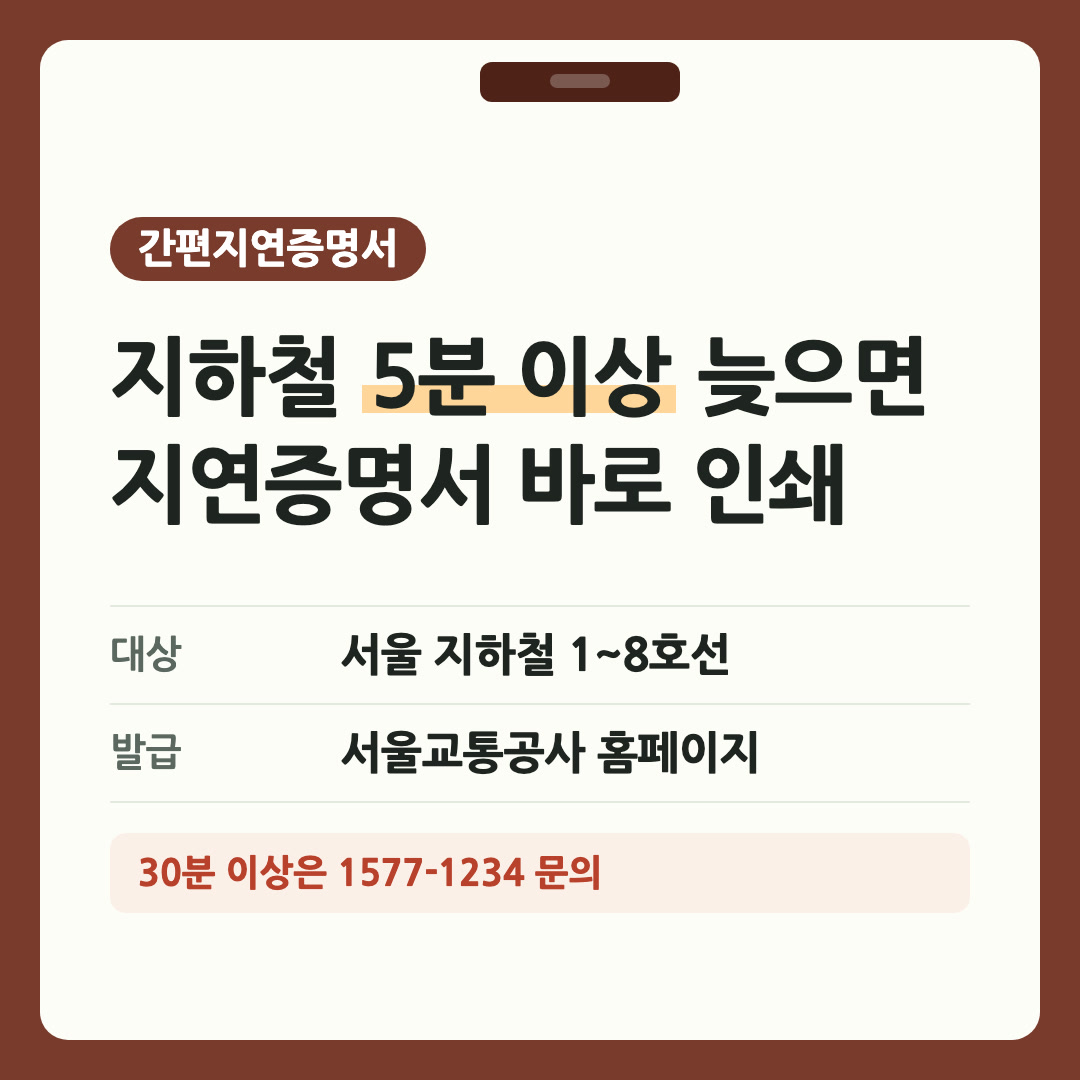 간편지연증명서
지하철 5분 이상 늦으면
지연증명서 바로 인쇄
대상 서울 지하철 1~8호선
발급 서울교통공사 홈페이지
30분 이상은 1577-1234 문의